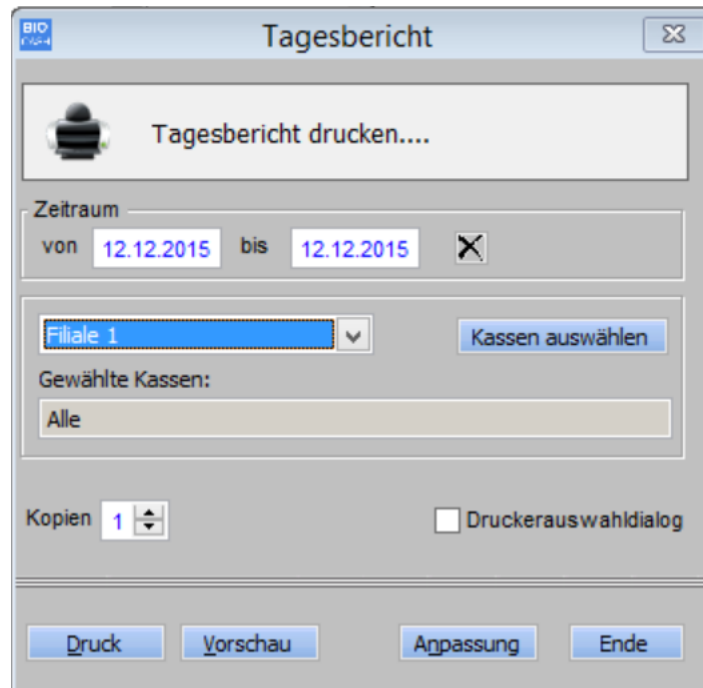 BIO
CASH
Tagesbericht
Tagesbericht drucken....
Zeitraum
von 12.12.2015 bis 12.12.2015
Filiale 1
Kassen auswählen
Gewählte Kassen:
Alle
Kopien 1
Druckerauswahldialog
Druck Vorschau Anpassung Ende